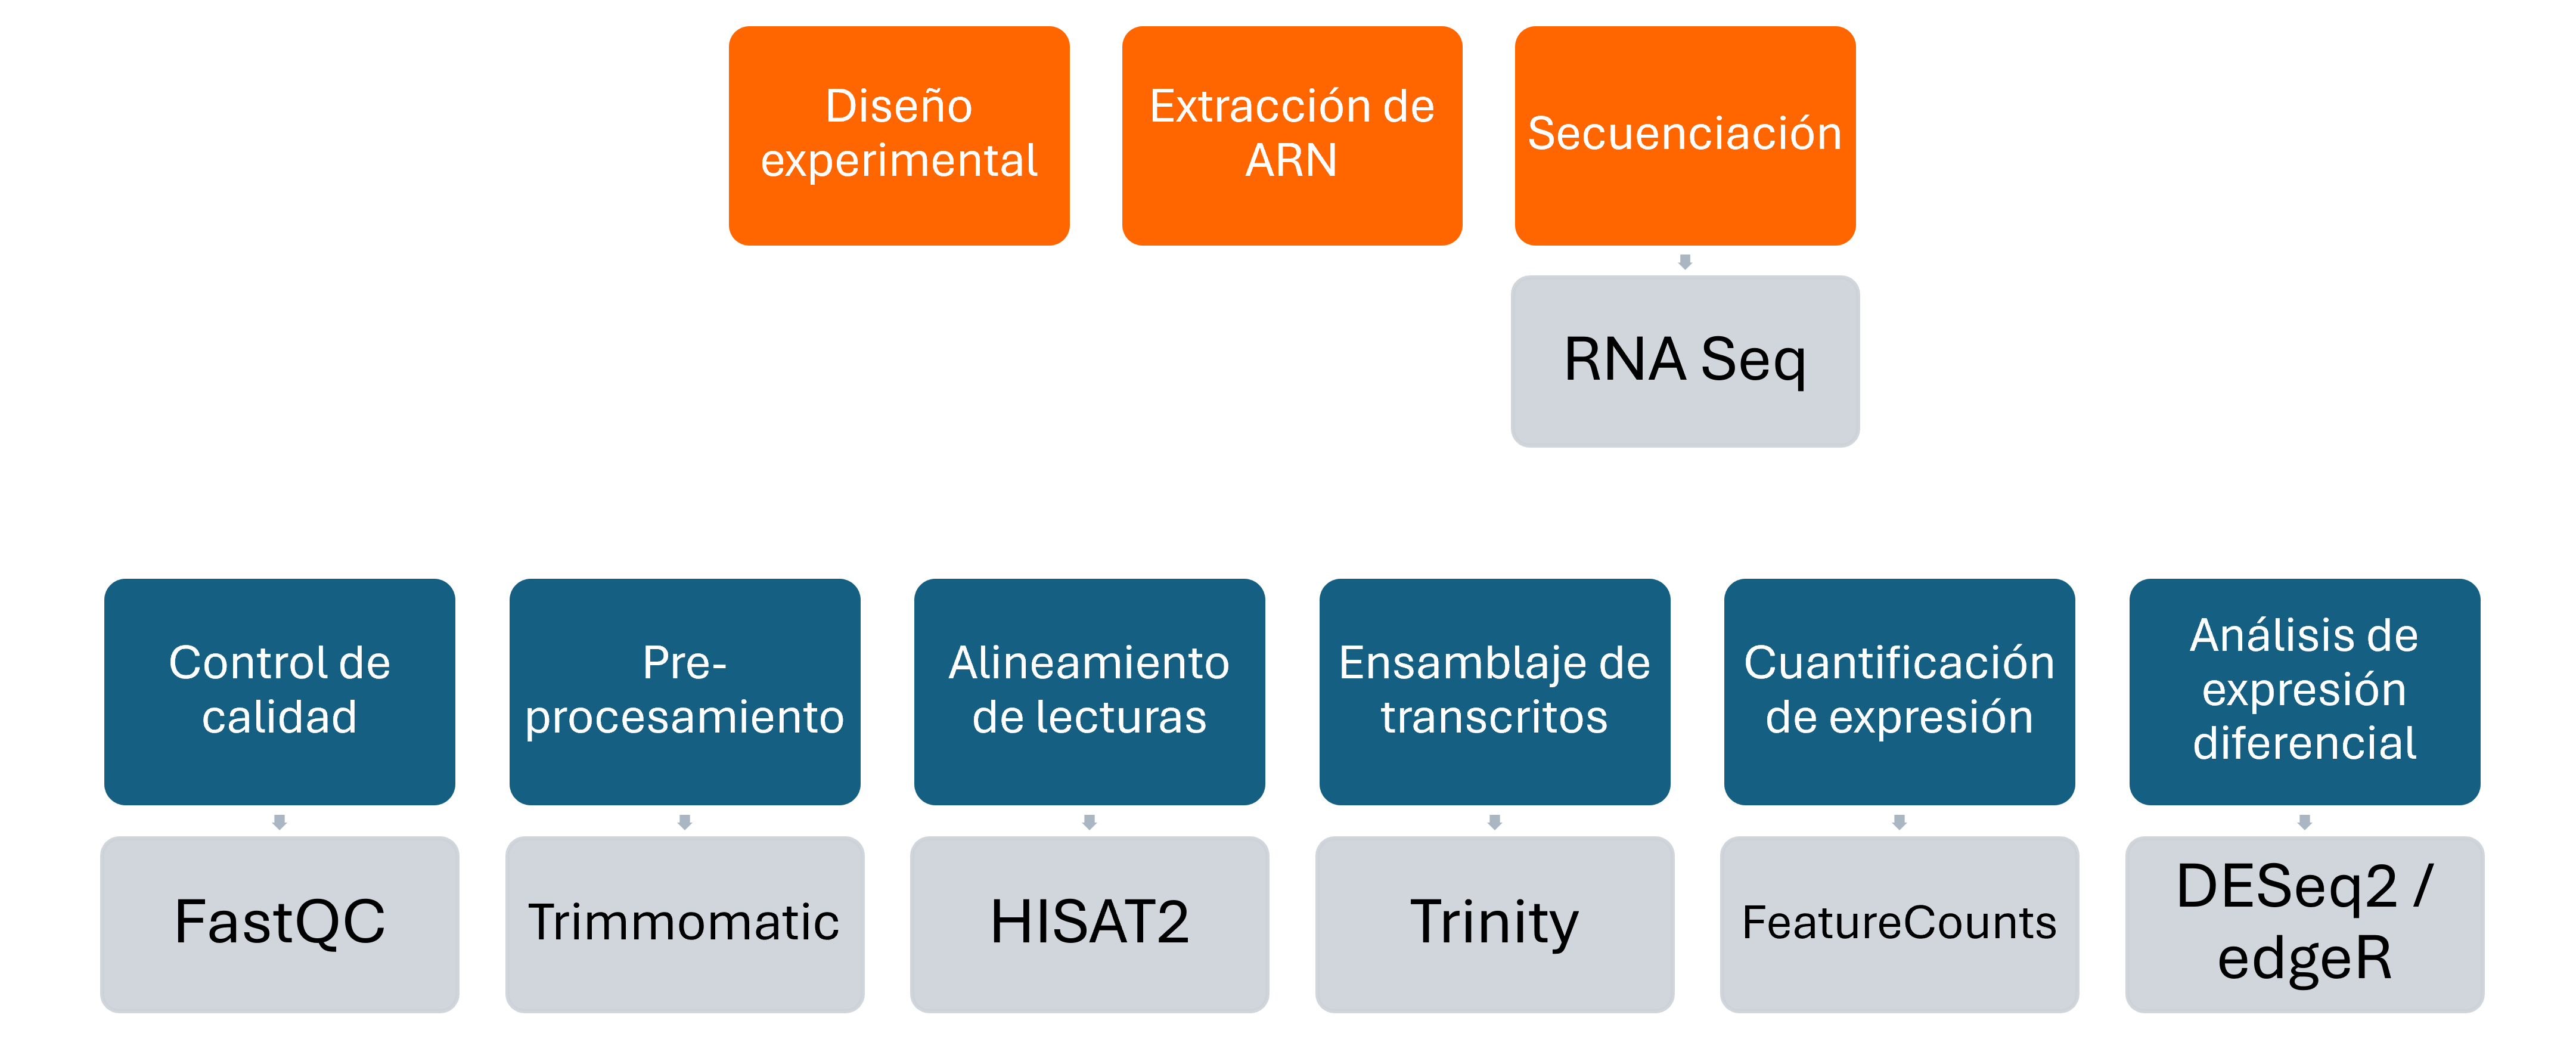 Diseño
experimental
Extracción de
ARN
Secuenciación
RNA Seq
Control de
calidad
Pre-
procesamiento
Alineamiento
de lecturas
Ensamblaje de
transcritos
Cuantificación
de expresión
Análisis de
expresión
diferencial
FastQC
Trimmomatic
HISAT2
Trinity
FeatureCounts
DESeq2 /
edgeR